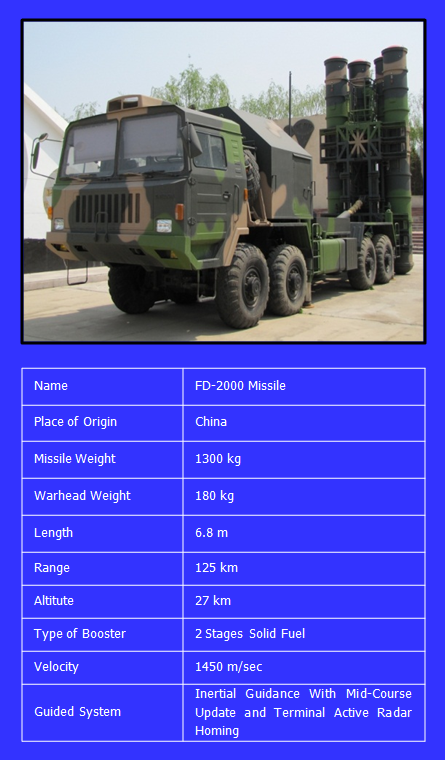 Name FD-2000 Missile
Place of Origin China
Missile Weight 1300 kg
Warhead Weight 180 kg
Length 6.8 m
Range 125 km
Altitute 27 km
Type of Booster 2 Stages Solid Fuel
Velocity 1450 m/sec
Guided System Inertial Guidance With Mid-Course
Update and Terminal Active Radar
Homing